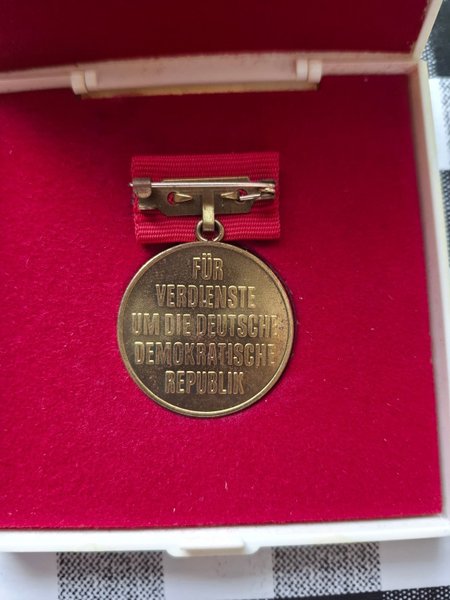 FÜR
VERDIENSTE
UM DIE DEUTSCHE
DEMOKRATISCHE
REPUBLIK